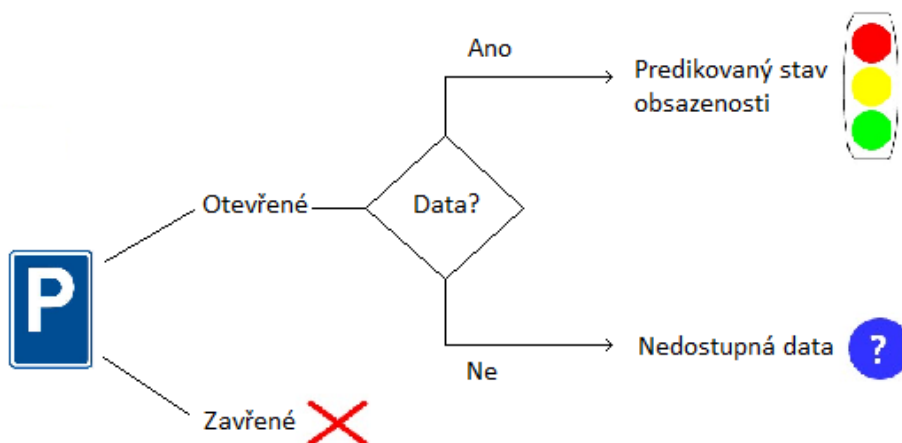 Ano
Predikovaný stav
obsazenosti
Otevřené
Data?
P
Nedostupná data
?
Ne
Zavřené